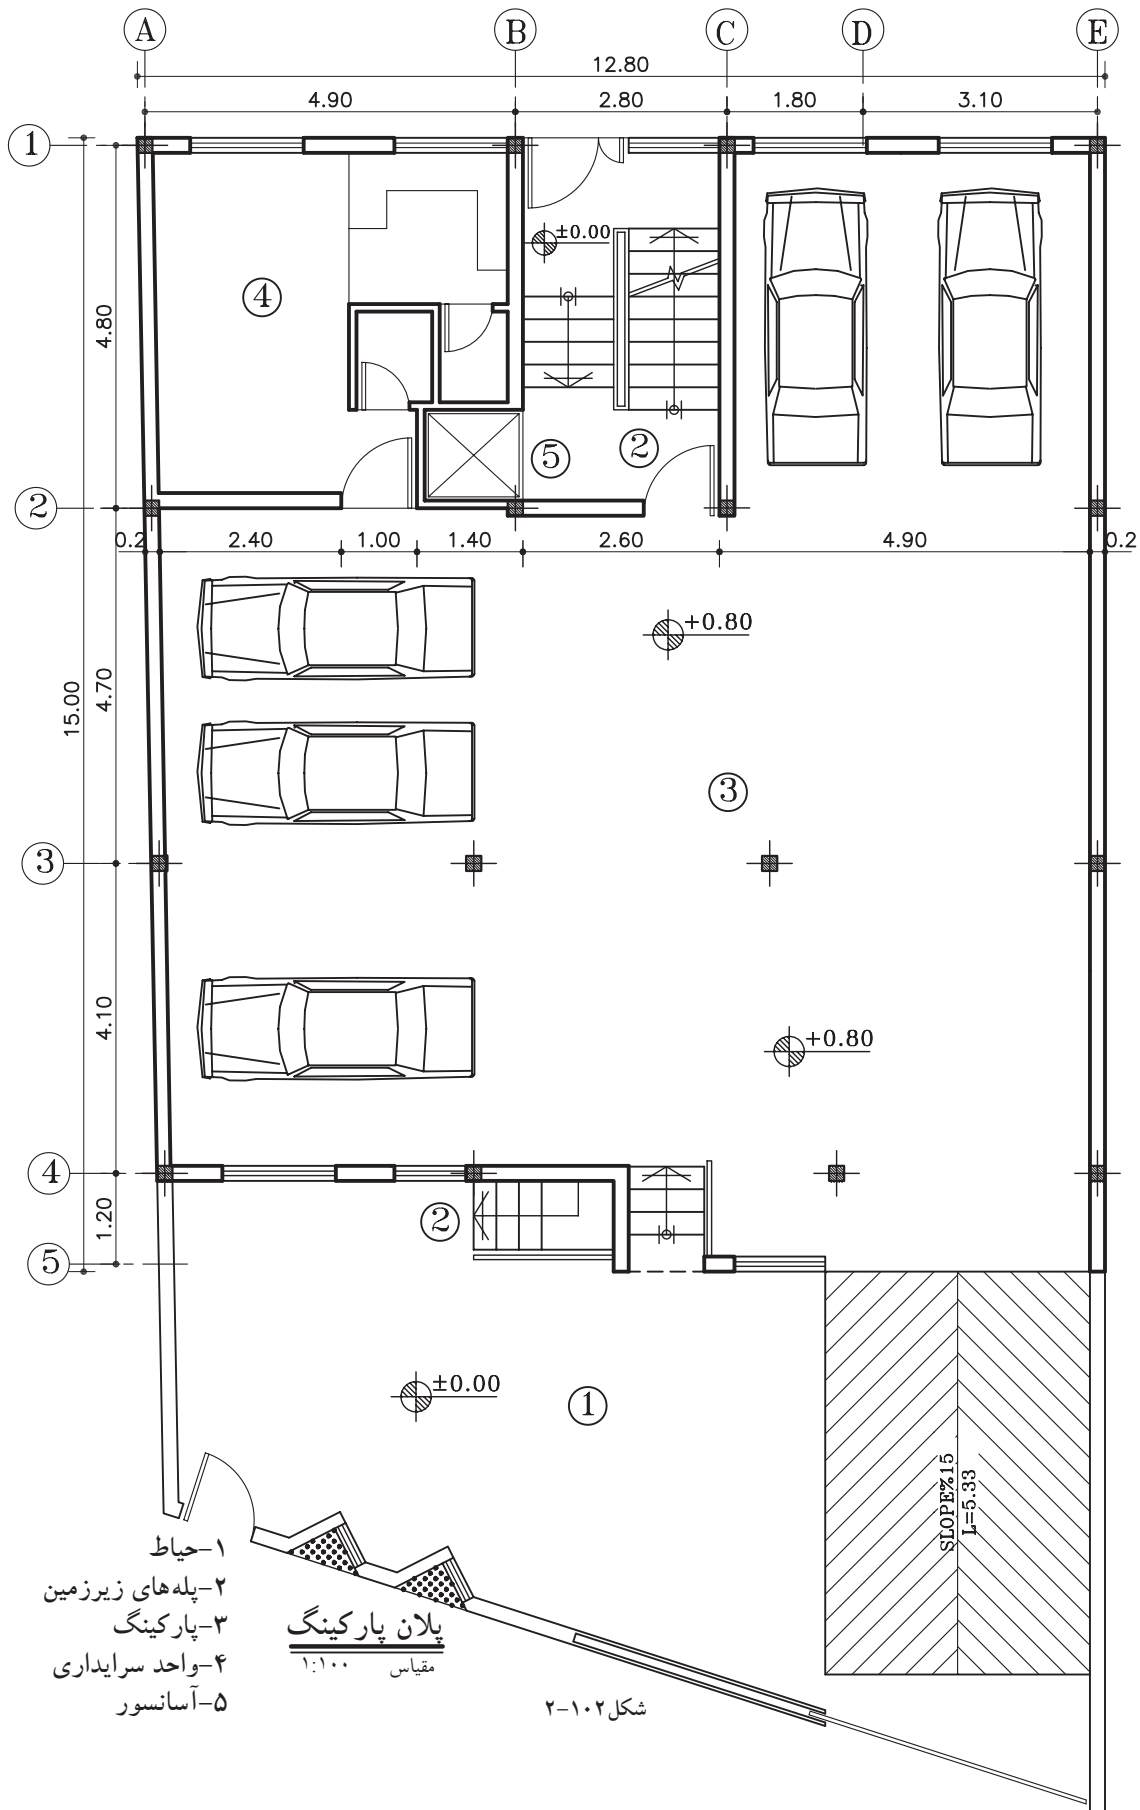 A B C D E
12.80
4.90 2.80 1.80 3.10
1
±0.00
4
4.80
5 2
2
0.2 2.40 1.00 1.40 2.60 4.90 0.2
+0.80
4.70
15.00
3
3
4.10
+0.80
4
1.20
2
5
±0.00
1
SLOPE%15
L=5.33
۱-حیاط
۲-پله‌های زیرزمین
۳-پارکینگ
۴-واحد سرایداری
۵-آسانسور
پلان پارکینگ
مقیاس ۱:۱۰۰
شکل ۱۰۲-۲